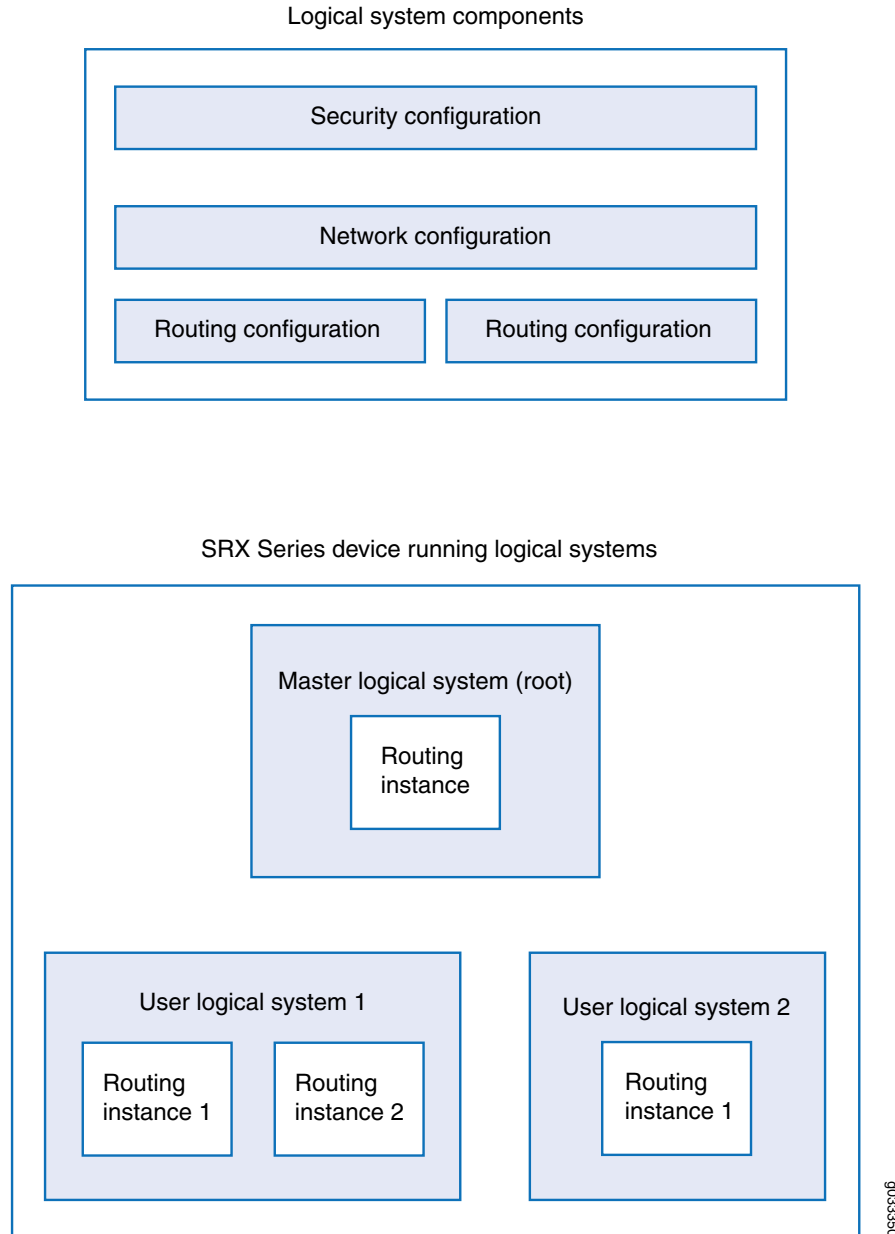 Logical system components
Security configuration
Network configuration
Routing configuration
Routing configuration
SRX Series device running logical systems
Master logical system (root)
Routing
instance
User logical system 1
Routing
instance 1
Routing
instance 2
User logical system 2
Routing
instance 1